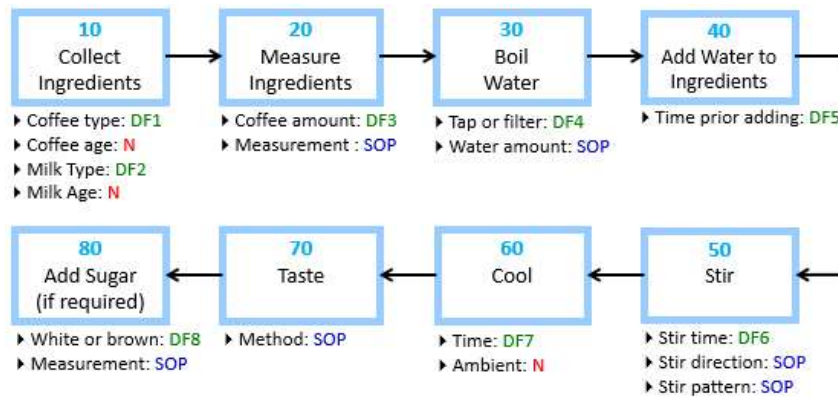 10
Collect
Ingredients
▸ Coffee type: DF1
▸ Coffee age: N
▸ Milk Type: DF2
▸ Milk Age: N
20
Measure
Ingredients
▸ Coffee amount: DF3
▸ Measurement : SOP
30
Boil
Water
▸ Tap or filter: DF4
▸ Water amount: SOP
40
Add Water to
Ingredients
▸ Time prior adding: DF5
50
Stir
▸ Stir time: DF6
▸ Stir direction: SOP
▸ Stir pattern: SOP
60
Cool
▸ Time: DF7
▸ Ambient: N
70
Taste
▸ Method: SOP
80
Add Sugar
(if required)
▸ White or brown: DF8
▸ Measurement: SOP